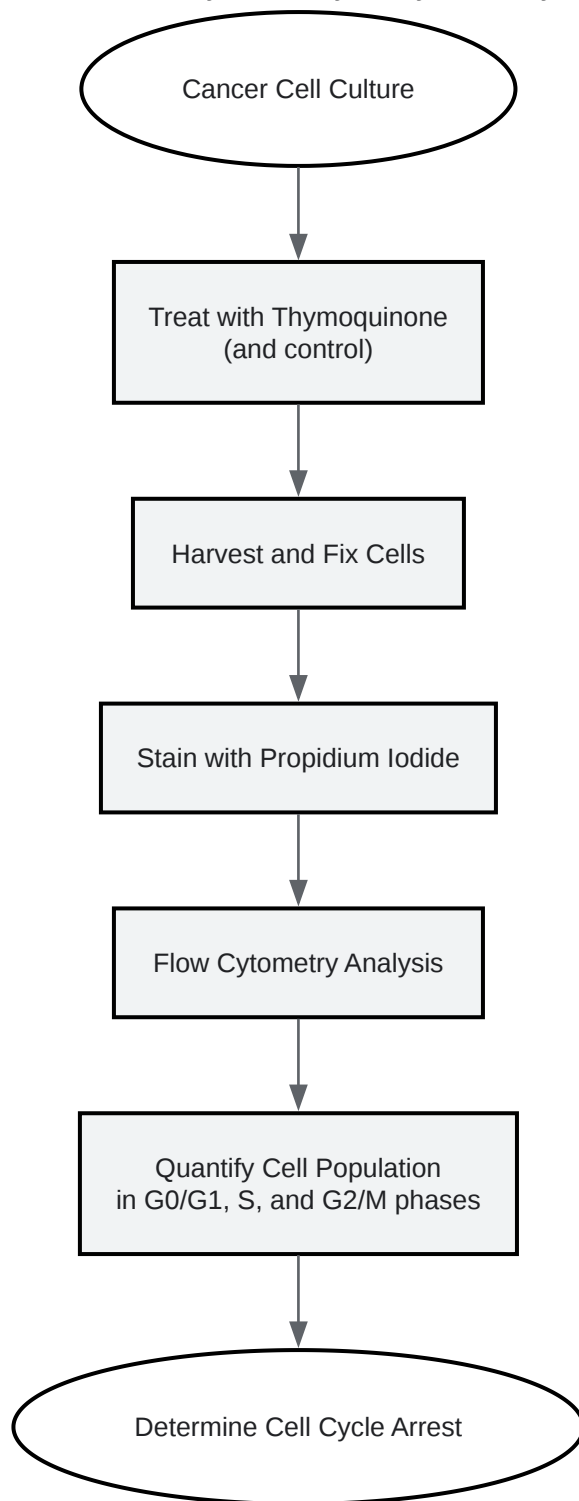 Cancer Cell Culture
Treat with Thymoquinone
(and control)
Harvest and Fix Cells
Stain with Propidium Iodide
Flow Cytometry Analysis
Quantify Cell Population
in G0/G1, S, and G2/M phases
Determine Cell Cycle Arrest